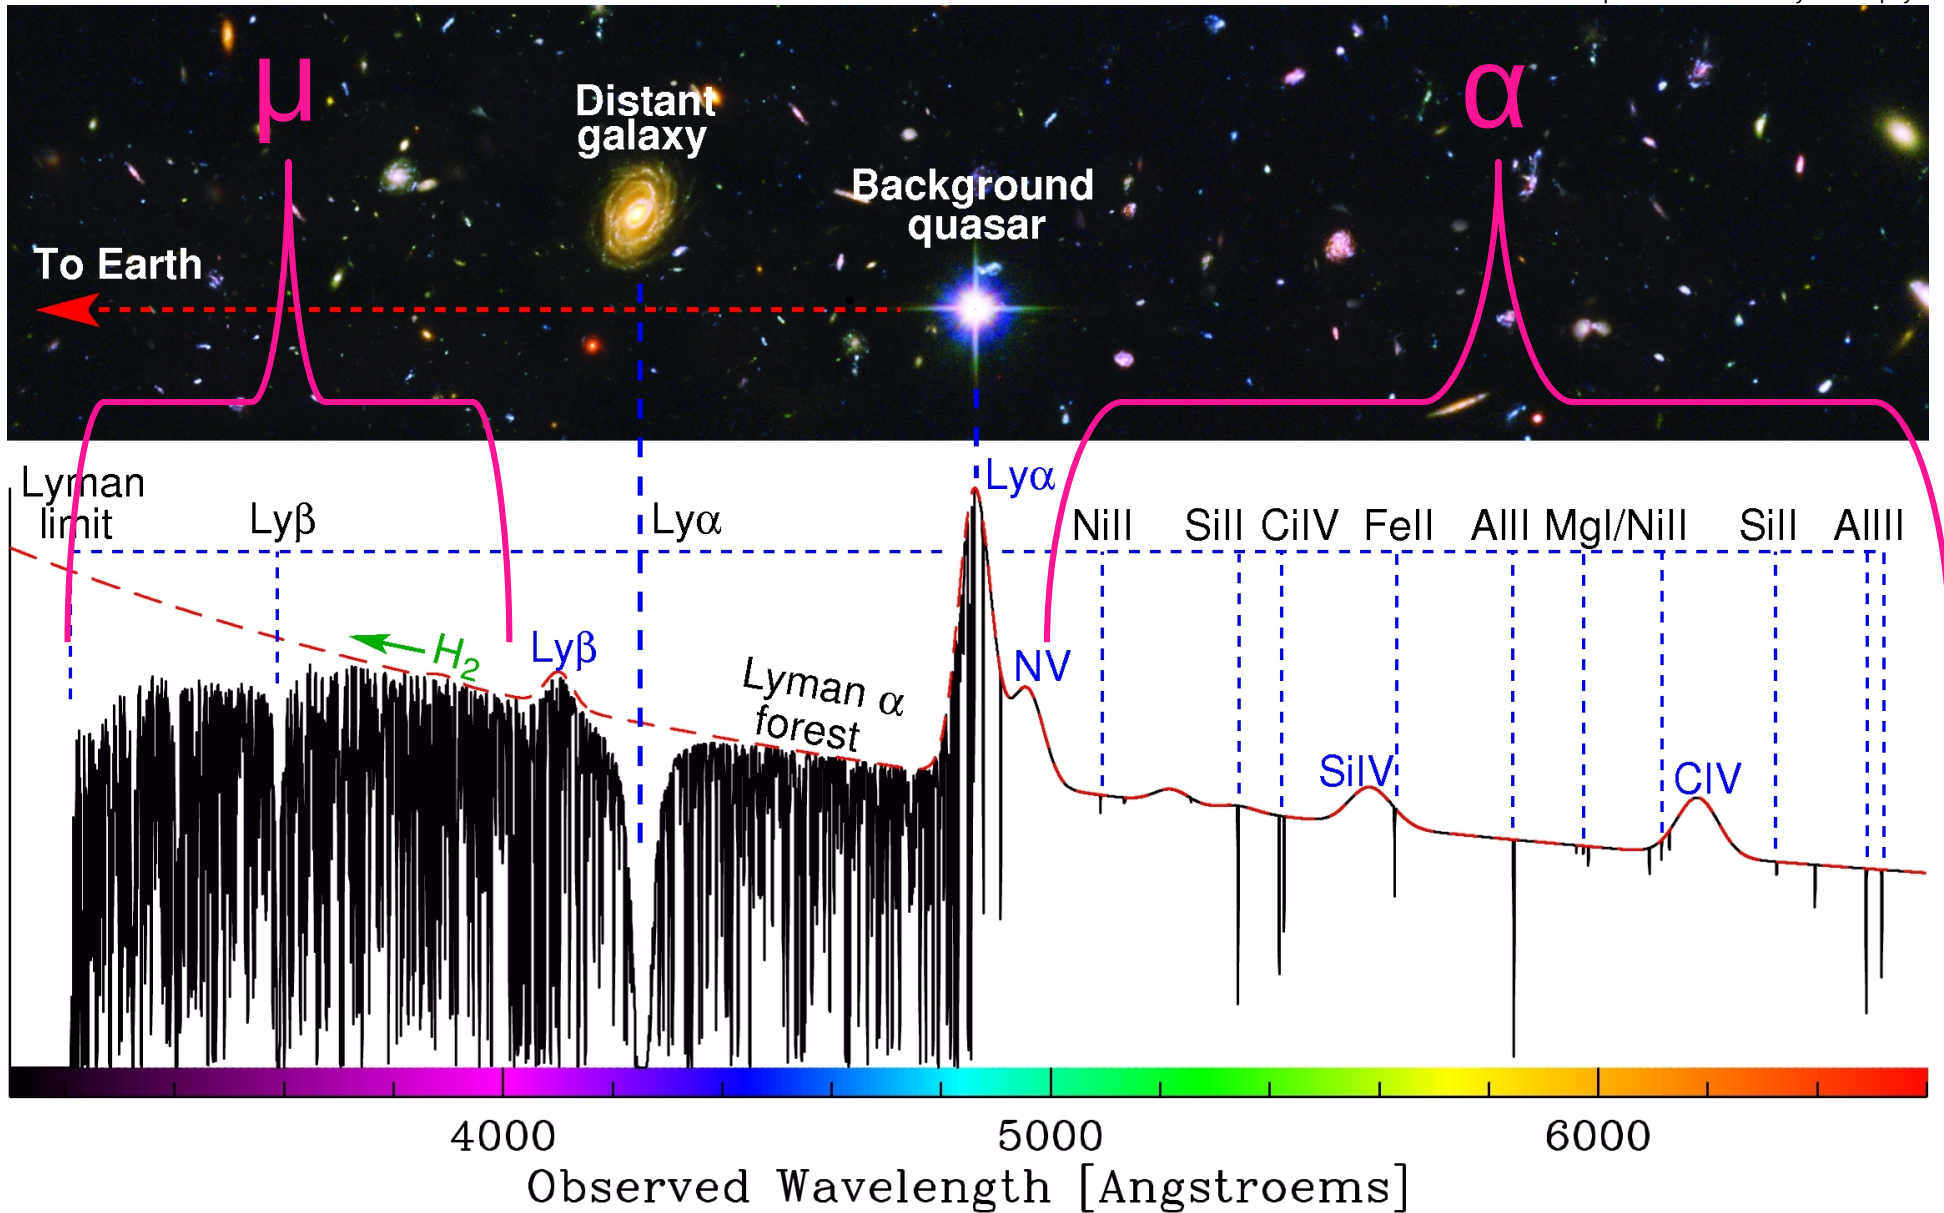 μ
α
Distant
galaxy
Background
quasar
To Earth
Lyman
limit
Lyβ
Lyα
Lyα
NiII
SiII
CiIV
FeII
AlII
MgI/NiII
SiII
AlIII
H2
Lyβ
Lyman α
forest
NV
SiIV
CIV
4000
5000
6000
Observed Wavelength [Angstroems]